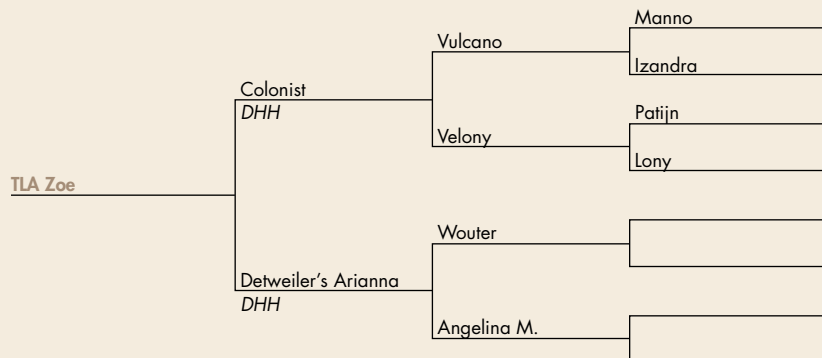 Manno
Vulcano
Izandra
Colonist
DHH
Patijn
Velony
Lony
TLA Zoe
Wouter
Detweiler's Arianna
DHH
Angelina M.